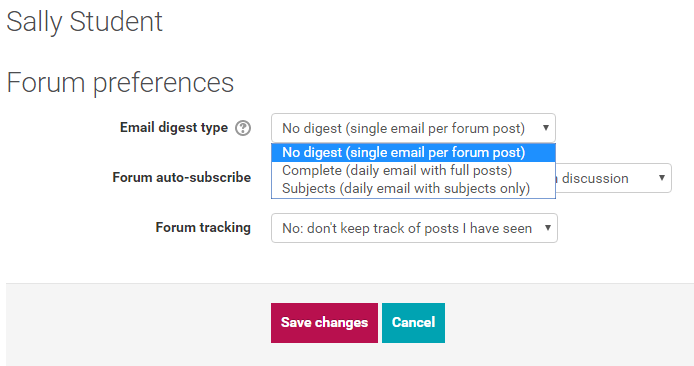 Sally Student
Forum preferences
Email digest type ? No digest (single email per forum post)
No digest (single email per forum post)
Complete (daily email with full posts)
Subjects (daily email with subjects only)
Forum auto-subscribe discussion
Forum tracking No: don't keep track of posts I have seen
Save changes Cancel